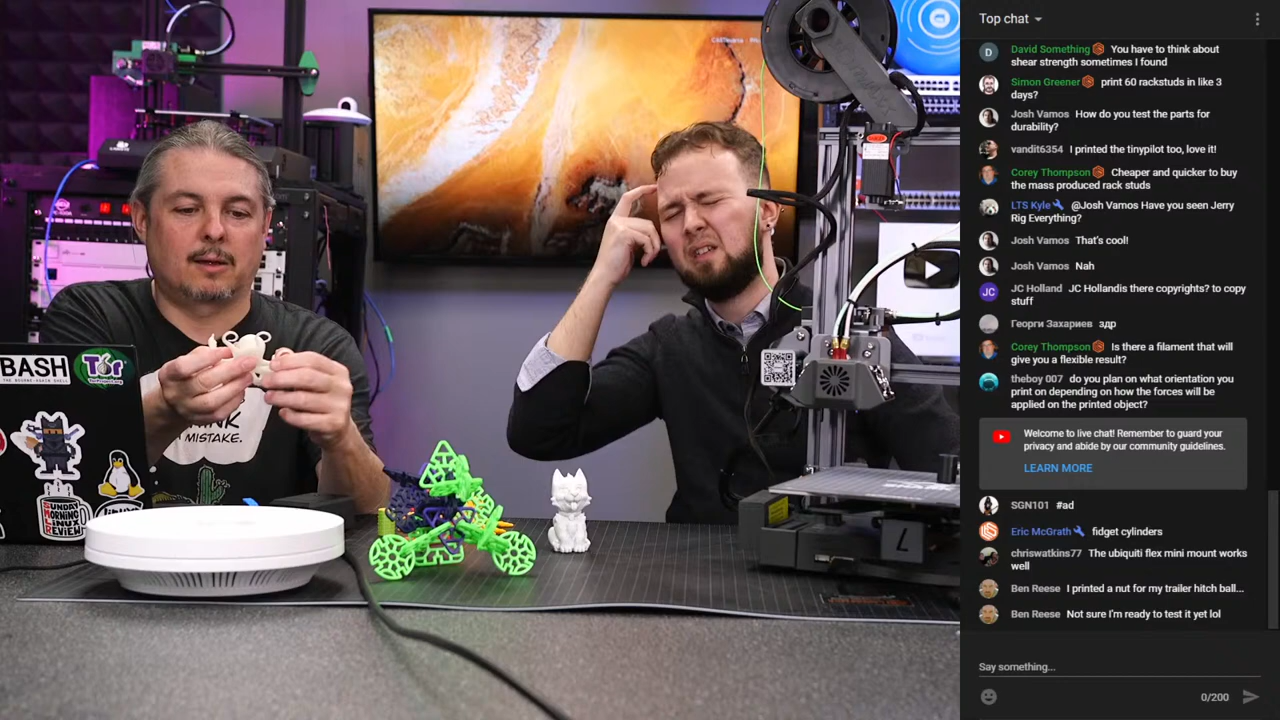 BASH
THE BOURNE-AGAIN SHELL
Tor
TorProject.org
THINK
MISTAKE.
SUNDAY
MORNING
LINUX
REVIEW
L
Top chat
David Something You have to think about
shear strength sometimes I found
Simon Greener print 60 rackstuds in like 3
days?
Josh Vamos How do you test the parts for
durability?
vandit6354 I printed the tinypilot too, love it!
Corey Thompson Cheaper and quicker to buy
the mass produced rack studs
LTS Kyle @Josh Vamos Have you seen Jerry
Rig Everything?
Josh Vamos That's cool!
Josh Vamos Nah
JC
JC Holland JC Hollandis there copyrights? to copy
stuff
Георги Захариев здр
Corey Thompson Is there a filament that will
give you a flexible result?
theboy 007 do you plan on what orientation you
print on depending on how the forces will be
applied on the printed object?
Welcome to live chat! Remember to guard your
privacy and abide by our community guidelines.
LEARN MORE
SGN101 #ad
Eric McGrath fidget cylinders
chriswatkins77 The ubiquiti flex mini mount works
well
Ben Reese I printed a nut for my trailer hitch ball...
Ben Reese Not sure I'm ready to test it yet lol
Say something...
0/200